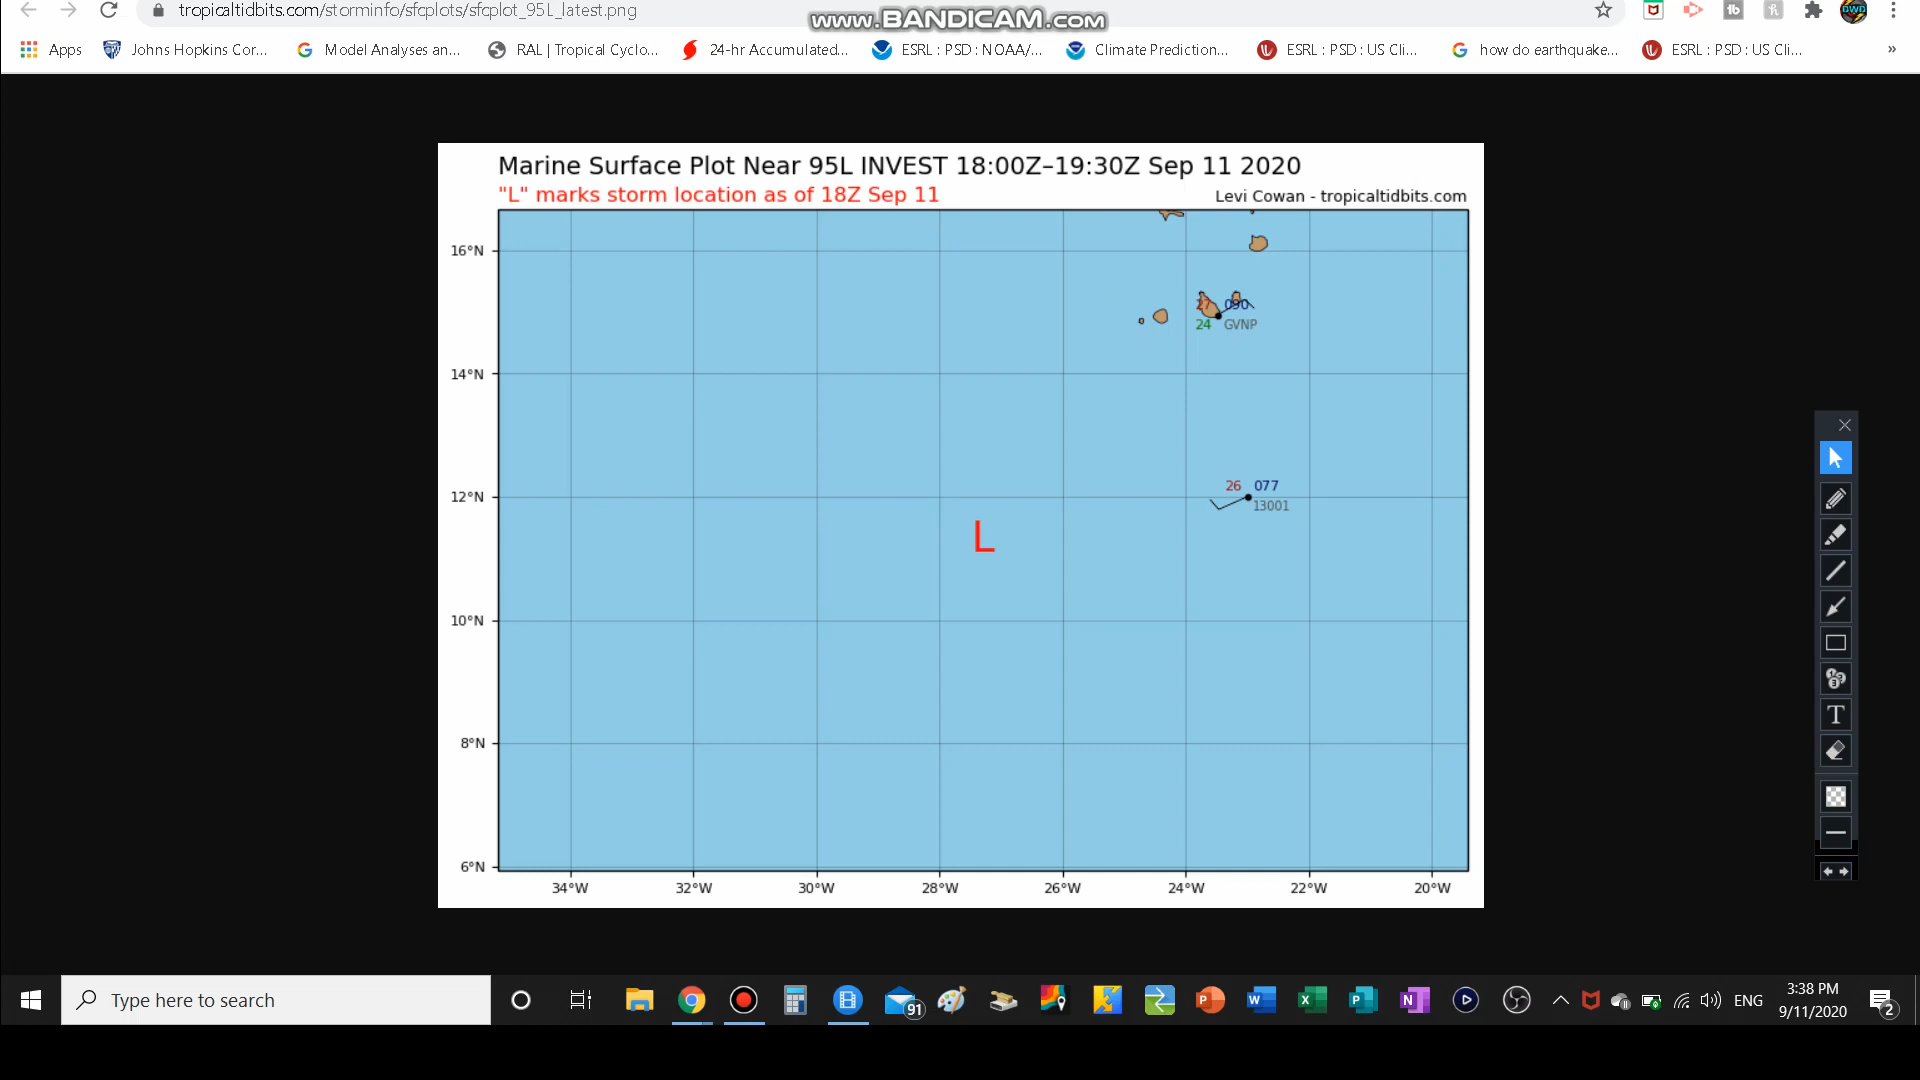 tropicaltidbits.com/storminfo/sfcplots/sfcplot_95L_latest.png
www.BANDICAM.com
Apps
Johns Hopkins Cor...
Model Analyses an...
RAL | Tropical Cyclo...
24-hr Accumulated...
ESRL : PSD : NOAA/...
Climate Prediction...
ESRL : PSD : US Cli...
how do earthquake...
ESRL : PSD : US Cli...
»
Marine Surface Plot Near 95L INVEST 18:00Z–19:30Z Sep 11 2020
"L" marks storm location as of 18Z Sep 11
Levi Cowan - tropicaltidbits.com
16°N
27 090
24 GVNP
14°N
26 077
12°N
13001
L
10°N
8°N
6°N
34°W 32°W 30°W 28°W 26°W 24°W 22°W 20°W
T
Type here to search
91
ENG
3:38 PM
9/11/2020
2